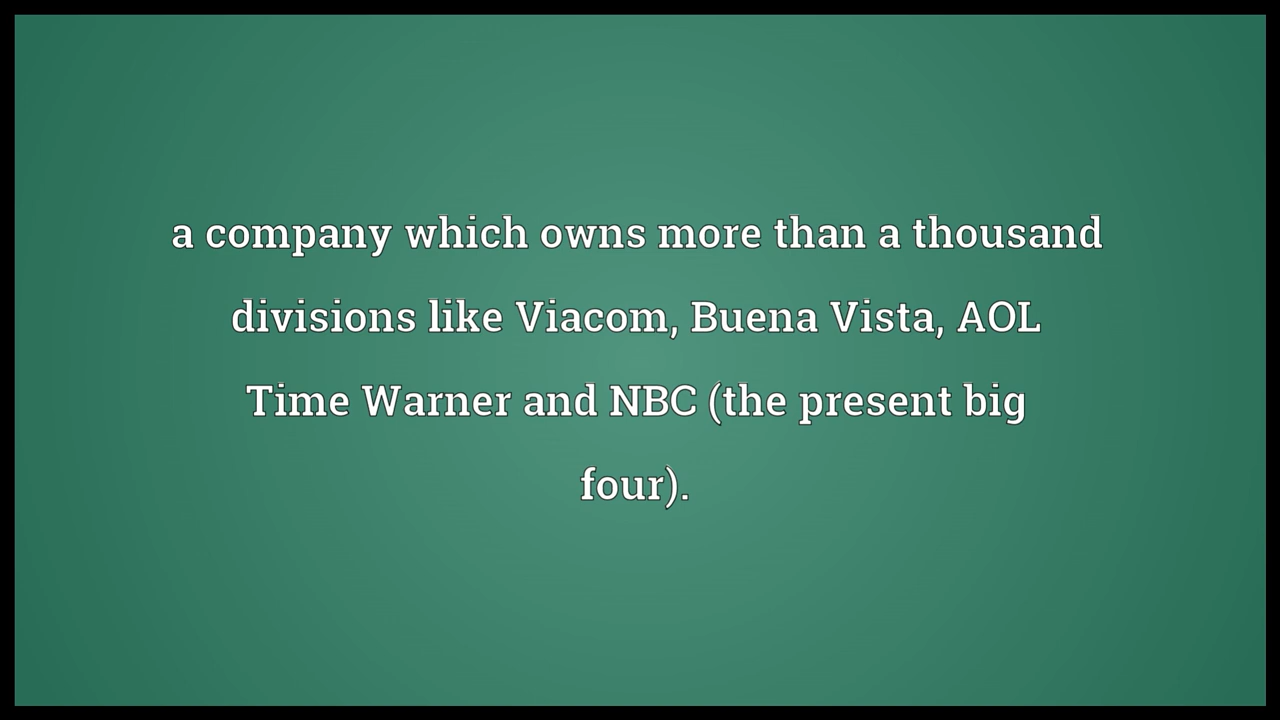 a company which owns more than a thousand
divisions like Viacom, Buena Vista, AOL
Time Warner and NBC (the present big
four).